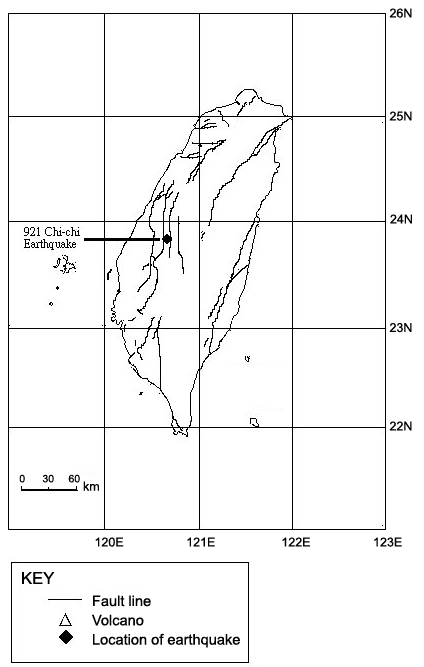 26N
25N
24N
921 Chi-chi
Earthquake
23N
22N
0 30 60
km
120E 121E 122E 123E
KEY
Fault line
Volcano
Location of earthquake